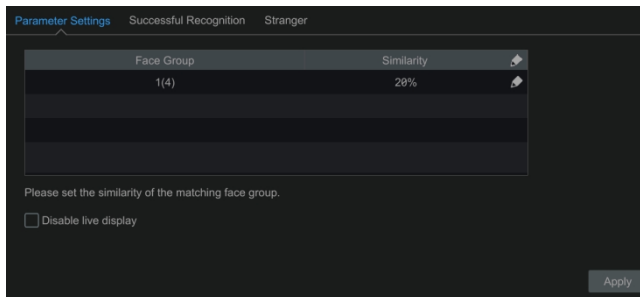 Parameter Settings Successful Recognition Stranger
Face Group Similarity
1(4) 20%
Please set the similarity of the matching face group.
Disable live display
Apply